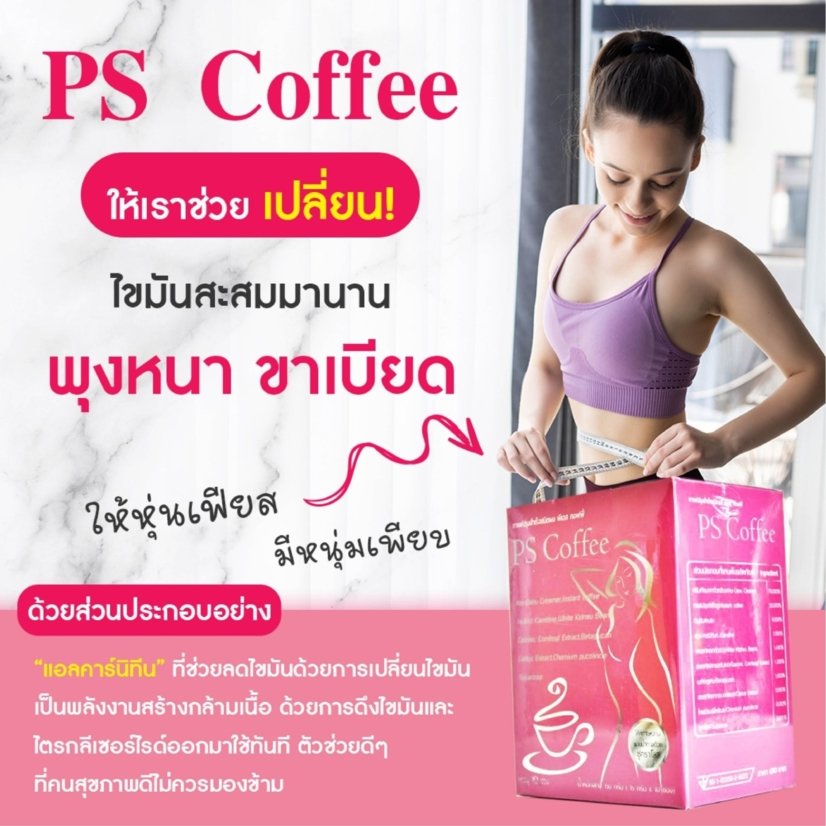 PS Coffee
ให้เราช่วย เปลี่ยน!
ไขมันสะสมมานาน
พุงหนา ขาเบียด
ให้หุ่นเฟียส
มีหนุ่มเพียบ
ด้วยส่วนประกอบอย่าง
“แอลคาร์นิทีน” ที่ช่วยลดไขมันด้วยการเปลี่ยนไขมัน
เป็นพลังงานสร้างกล้ามเนื้อ ด้วยการดึงไขมันและ
ไตรกลีเซอร์ไรด์ออกมาใช้ทันที ตัวช่วยดีๆ
ที่คนสุขภาพดีไม่ควรมองข้าม
PS Coffee
Creamer,Instant Coffee
Extract
PS Coffee